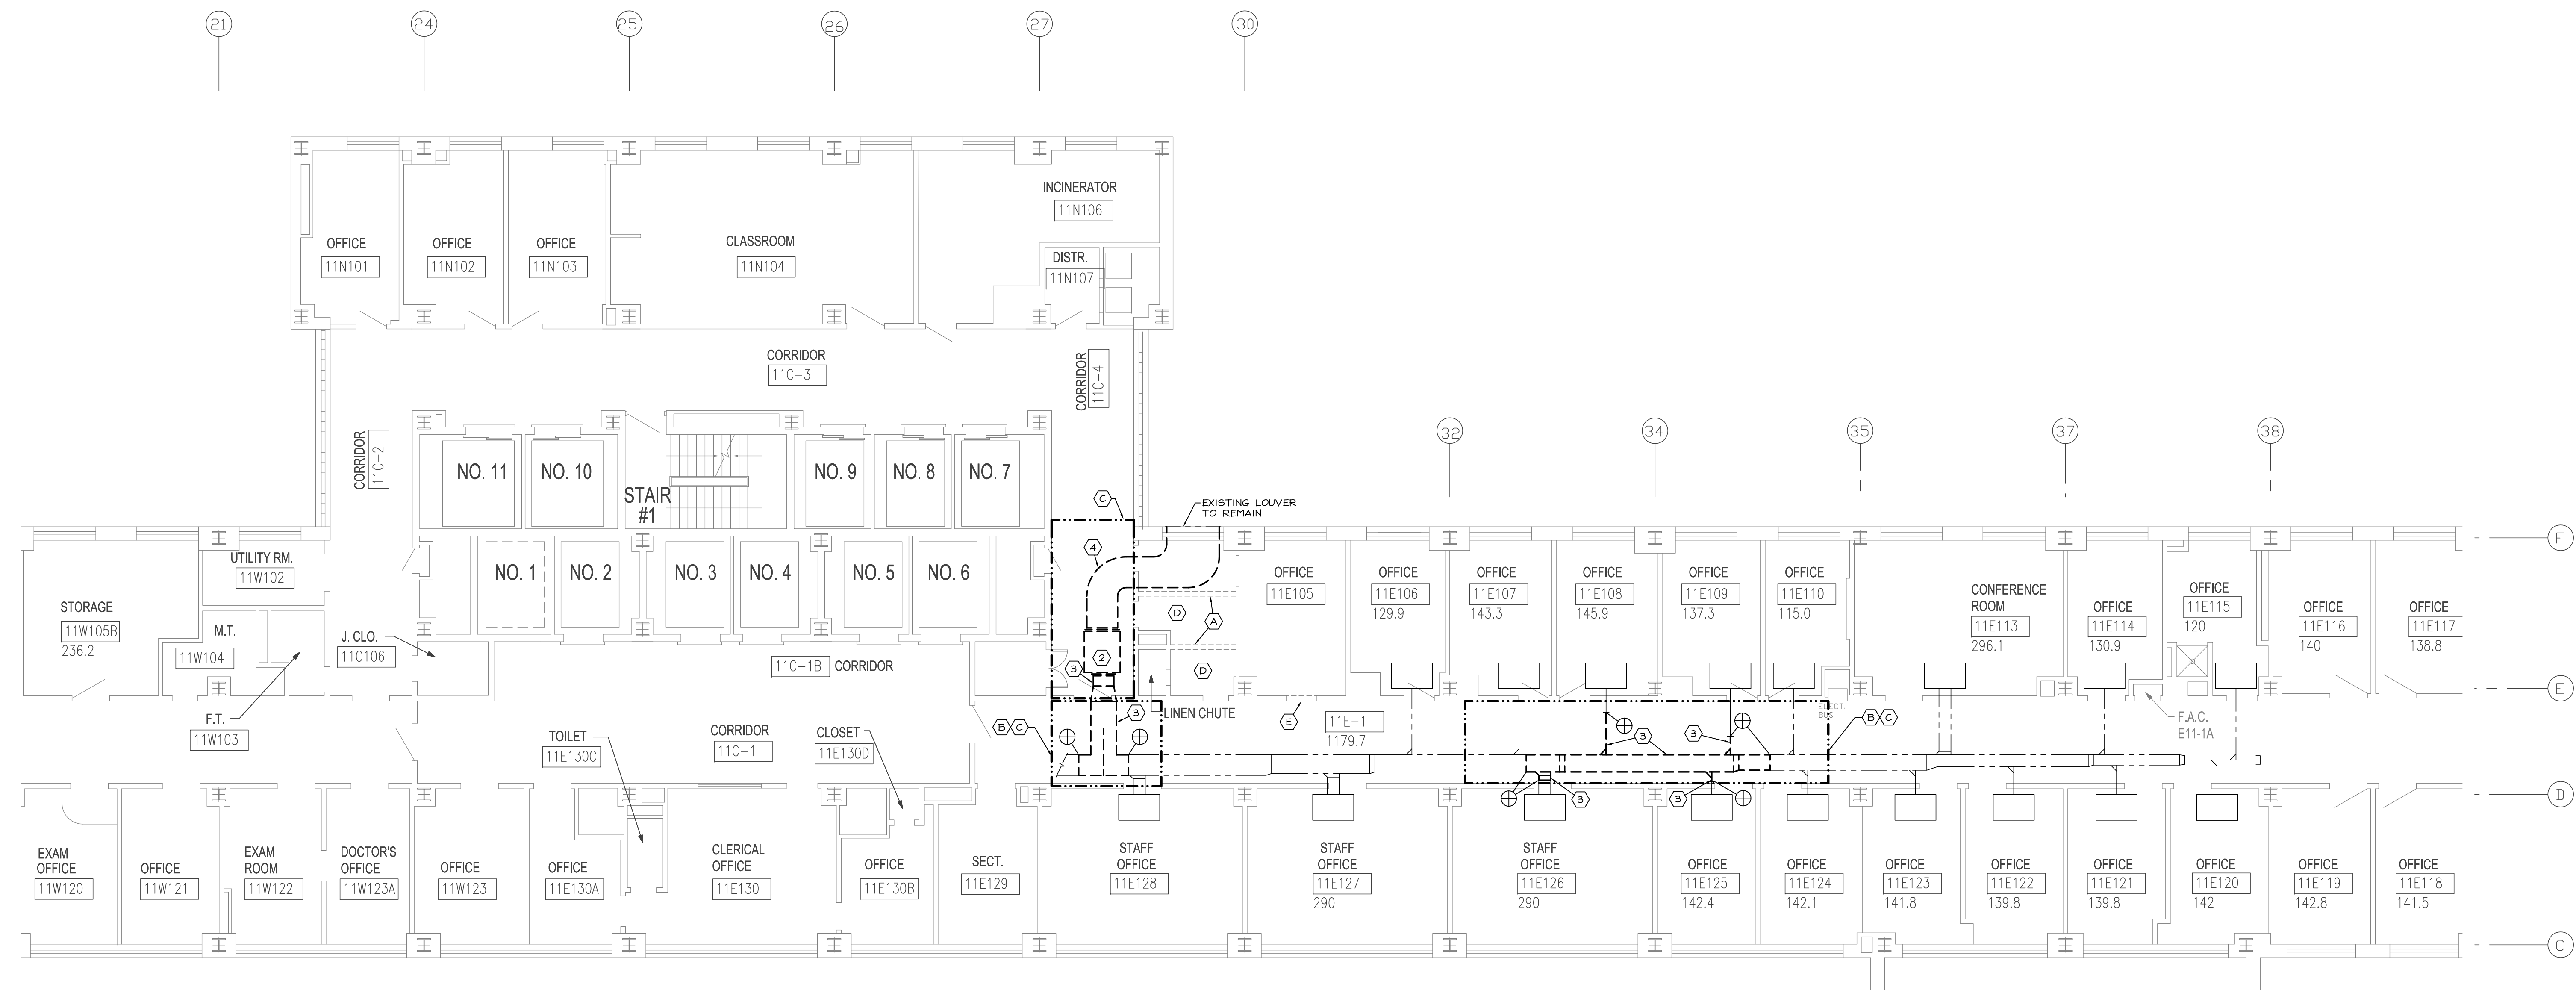 21
24
25
26
27
30
INCINERATOR
11N106
OFFICE
11N101
OFFICE
11N102
OFFICE
11N103
CLASSROOM
11N104
DISTR.
11N107
CORRIDOR
11C-3
CORRIDOR
11C-4
CORRIDOR
11C-2
32
34
35
37
38
NO. 11
NO. 10
STAIR
#1
NO. 9
NO. 8
NO. 7
C
EXISTING LOUVER
TO REMAIN
F
4
UTILITY RM.
11W102
NO. 1
NO. 2
NO. 3
NO. 4
NO. 5
NO. 6
STORAGE
11W105B
236.2
M.T.
11W104
J. CLO.
11C106
11C-1B CORRIDOR
2
3
D
A
D
OFFICE
11E105
OFFICE
11E106
129.9
OFFICE
11E107
143.3
OFFICE
11E108
145.9
OFFICE
11E109
137.3
OFFICE
11E110
115.0
CONFERENCE
ROOM
11E113
296.1
OFFICE
11E114
130.9
OFFICE
11E115
120
OFFICE
11E116
140
OFFICE
11E117
138.8
E
F.T.
11W103
TOILET
11E130C
CORRIDOR
11C-1
CLOSET
11E130D
B C
3
LINEN CHUTE
E
11E-1
1179.7
3
3
ELECT.
BUS
B C
F.A.C.
E11-1A
3
3
D
EXAM
OFFICE
11W120
OFFICE
11W121
EXAM
ROOM
11W122
DOCTOR'S
OFFICE
11W123A
OFFICE
11W123
OFFICE
11E130A
CLERICAL
OFFICE
11E130
OFFICE
11E130B
SECT.
11E129
STAFF
OFFICE
11E128
STAFF
OFFICE
11E127
290
STAFF
OFFICE
11E126
290
OFFICE
11E125
142.4
OFFICE
11E124
142.1
OFFICE
11E123
141.8
OFFICE
11E122
139.8
OFFICE
11E121
139.8
OFFICE
11E120
142
OFFICE
11E119
142.8
OFFICE
11E118
141.5
C